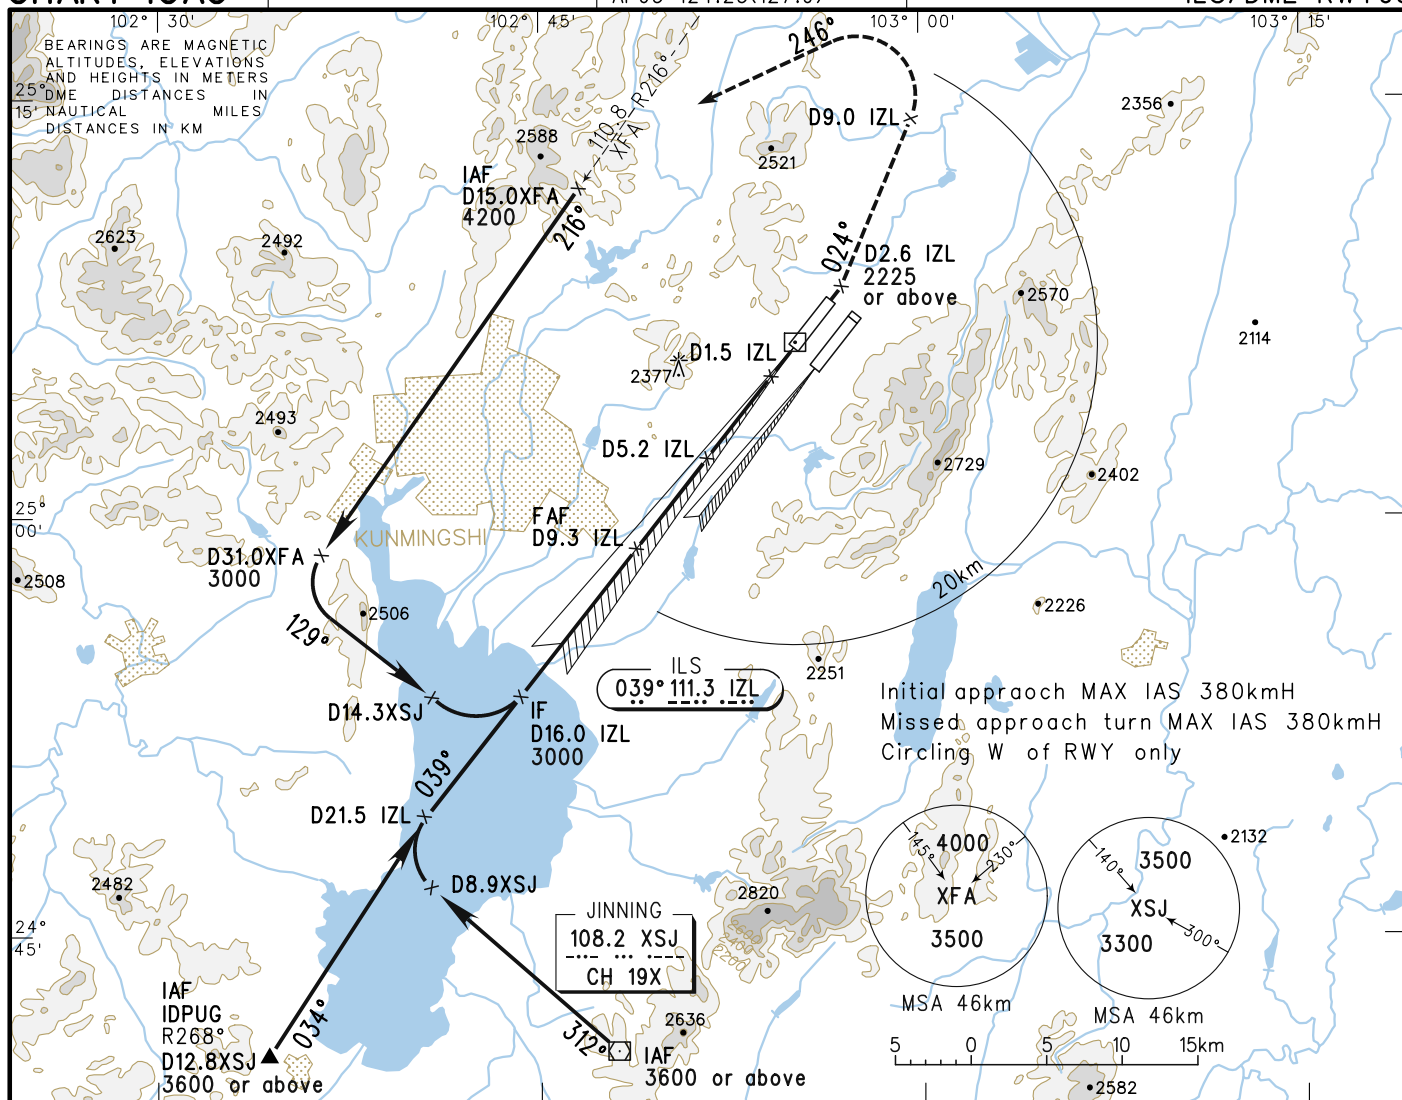 102° 30'
102° 45'
103° 00'
103° 15'
BEARINGS ARE MAGNETIC
ALTITUDES, ELEVATIONS
AND HEIGHTS IN METERS
DME DISTANCES IN
NAUTICAL MILES
DISTANCES IN KM
25°
15'
246°
110.8 R216°
XFA
D9.0 IZL
2356
2588
2521
IAF
D15.0XFA
4200
216°
2623
2492
024°
D2.6 IZL
2225
or above
2570
2114
D1.5 IZL
2377
2493
D5.2 IZL
2729
2402
25°
00'
FAF
D9.3 IZL
KUNMINGSHI
D31.0XFA
3000
2508
20km
2506
2226
129°
2251
ILS
039° 111.3 IZL
Initial appraoch MAX IAS 380kmH
Missed approach turn MAX IAS 380kmH
Circling W of RWY only
D14.3XSJ
IF
D16.0 IZL
3000
039°
D21.5 IZL
2132
4000
145°
230°
XFA
3500
MSA 46km
3500
140°
XSJ
300°
3300
MSA 46km
D8.9XSJ
2482
2820
2600
2400
2200
JINNING
108.2 XSJ
CH 19X
24°
45'
IAF
IDPUG
R268°
D12.8XSJ
3600 or above
034°
312°
2636
IAF
3600 or above
5 0 5 10 15km
2582